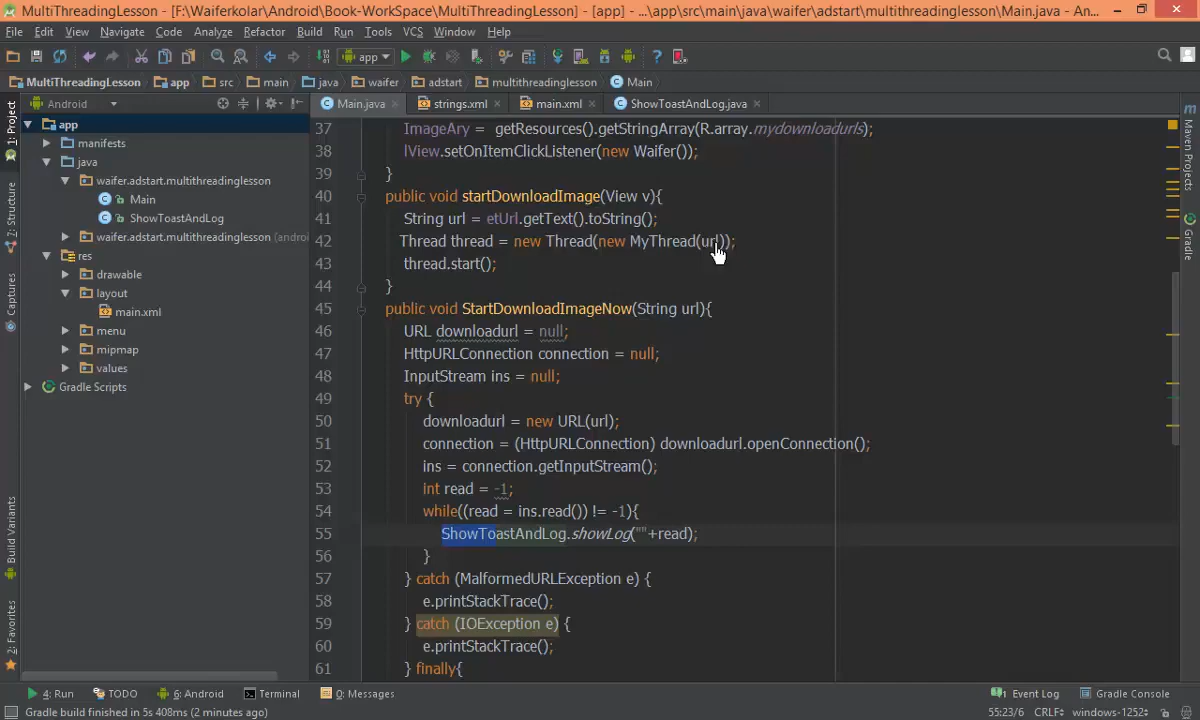 MultiThreadingLesson - [F:\Waiferkolar\Android\Book-WorkSpace\MultiThreadingLesson] - [app] - ...\app\src\main\java\waifer\adstart\multithreadinglesson\Main.java - An...
File Edit View Navigate Code Analyze Refactor Build Run Tools VCS Window Help
app
MultiThreadingLesson app src main java waifer adstart multithreadinglesson Main
Android
Main.java strings.xml main.xml ShowToastAndLog.java
1: Project
7: Structure
Captures
Build Variants
2: Favorites
app
manifests
java
waifer.adstart.multithreadinglesson
Main
ShowToastAndLog
waifer.adstart.multithreadinglesson (androi
res
drawable
layout
main.xml
menu
mipmap
values
Gradle Scripts
37 ImageAry = getResources().getStringArray(R.array.mydownloadurls);
38 lView.setOnItemClickListener(new Waifer());
39 }
40 public void startDownloadImage(View v){
41 String url = etUrl.getText().toString();
42 Thread thread = new Thread(new MyThread(url));
43 thread.start();
44 }
45 public void StartDownloadImageNow(String url){
46 URL downloadurl = null;
47 HttpURLConnection connection = null;
48 InputStream ins = null;
49 try {
50 downloadurl = new URL(url);
51 connection = (HttpURLConnection) downloadurl.openConnection();
52 ins = connection.getInputStream();
53 int read = -1;
54 while((read = ins.read()) != -1){
55 ShowToastAndLog.showLog(""+read);
56 }
57 } catch (MalformedURLException e) {
58 e.printStackTrace();
59 } catch (IOException e) {
60 e.printStackTrace();
61 } finally{
Maven Projects
Gradle
4: Run TODO 6: Android Terminal 0: Messages Event Log Gradle Console
Gradle build finished in 5s 408ms (2 minutes ago) 55:23/6 CRLF windows-1252